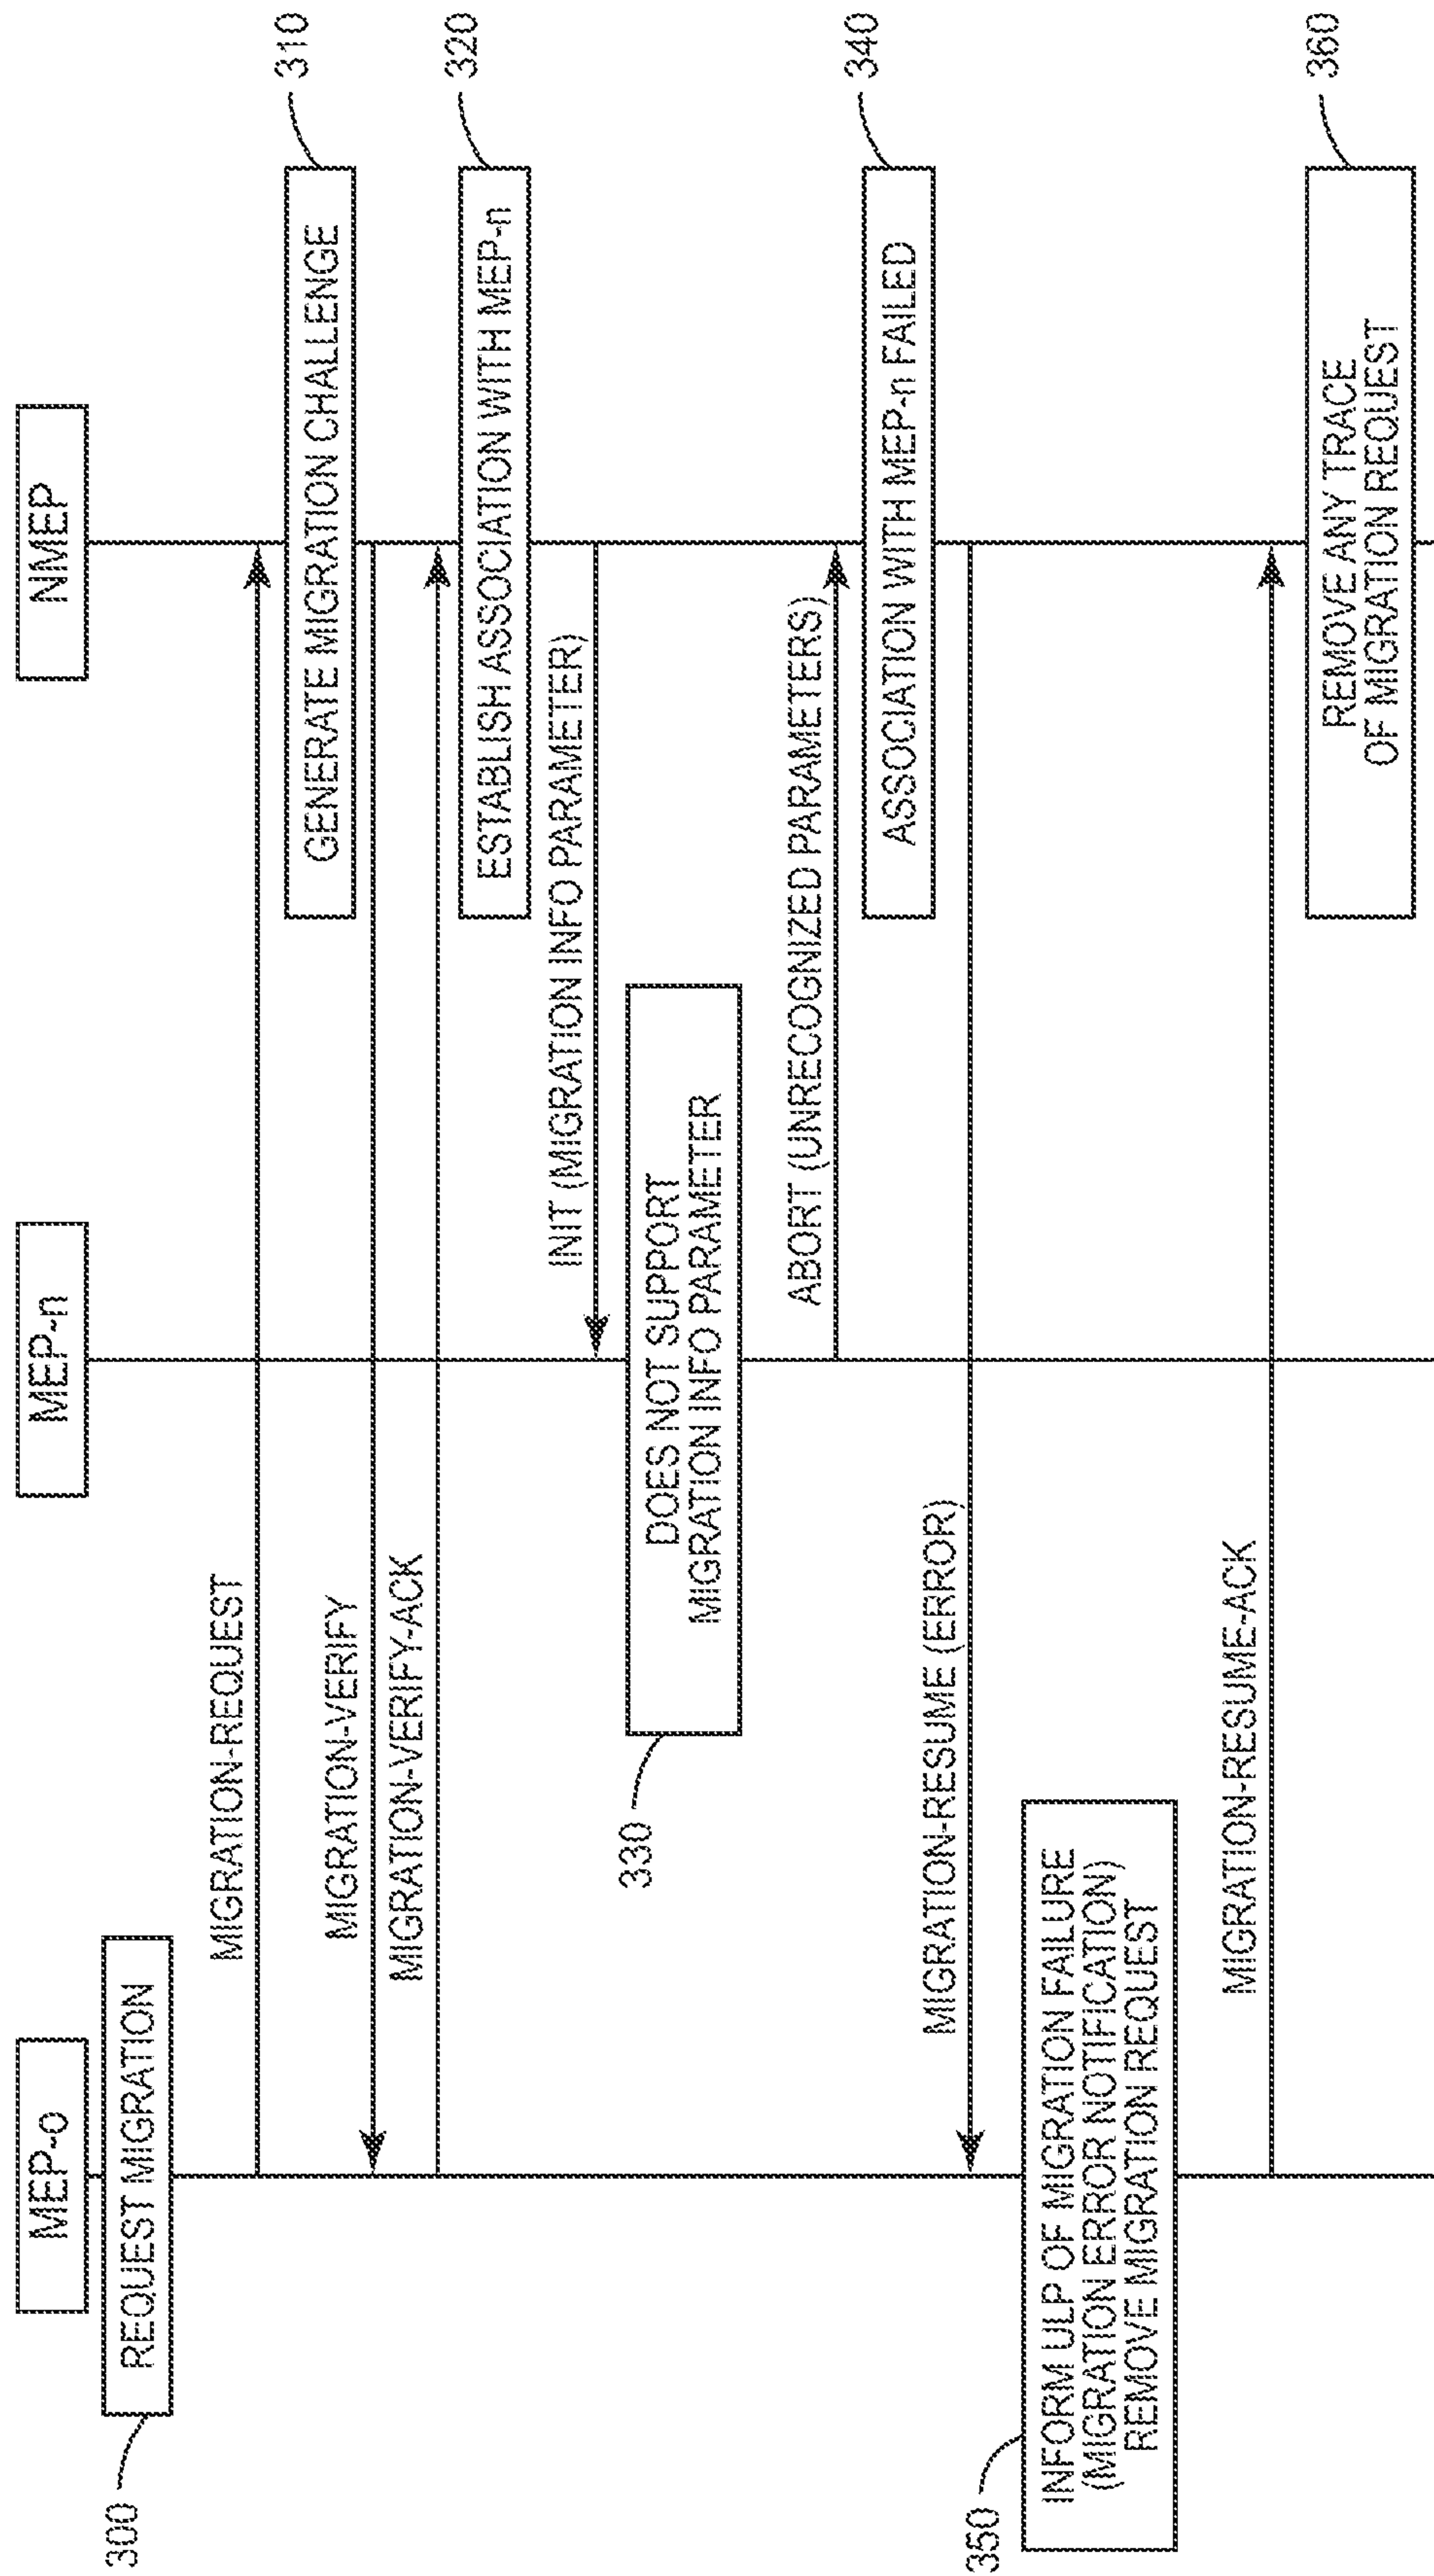 MEP-o
MEP-n
NMEP
300
REQUEST MIGRATION
MIGRATION-REQUEST
GENERATE MIGRATION CHALLENGE
310
MIGRATION-VERIFY
MIGRATION-VERIFY-ACK
ESTABLISH ASSOCIATION WITH MEP-n
320
INIT (MIGRATION INFO PARAMETER)
330
DOES NOT SUPPORT
MIGRATION INFO PARAMETER
ABORT (UNRECOGNIZED PARAMETERS)
ASSOCIATION WITH MEP-n FAILED
340
MIGRATION-RESUME (ERROR)
350
INFORM ULP OF MIGRATION FAILURE
(MIGRATION ERROR NOTIFICATION)
REMOVE MIGRATION REQUEST
MIGRATION-RESUME-ACK
REMOVE ANY TRACE
OF MIGRATION REQUEST
360